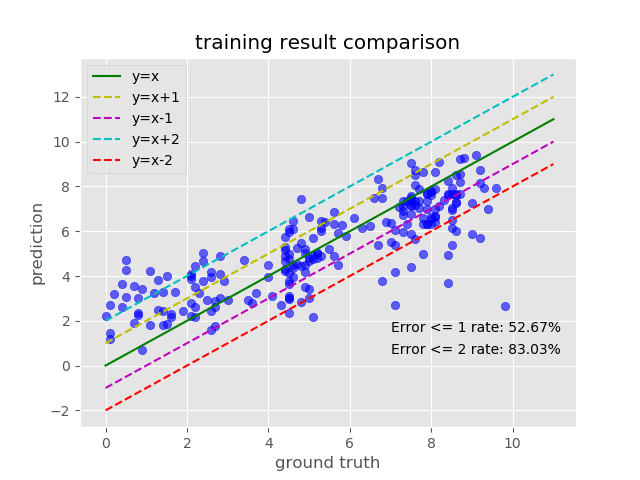 training result comparison
y=x
y=x+1
y=x-1
y=x+2
y=x-2
12
10
8
6
4
2
0
−2
prediction
Error <= 1 rate: 52.67%
Error <= 2 rate: 83.03%
0 2 4 6 8 10
ground truth